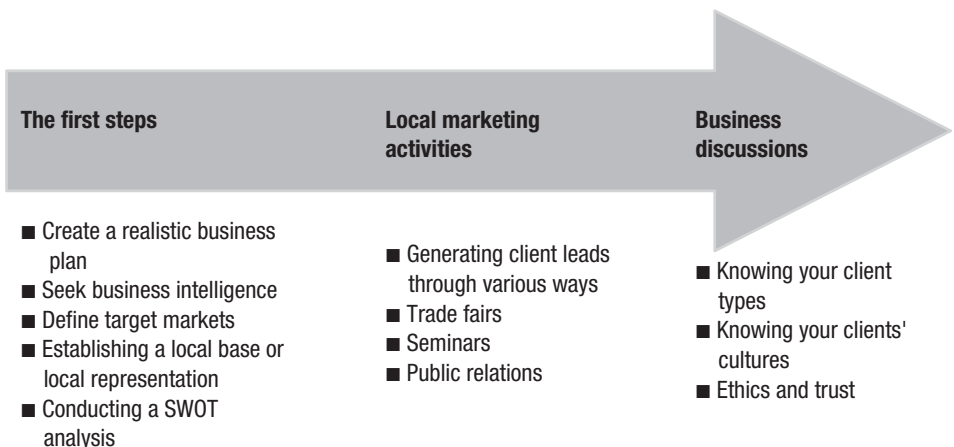 The first steps
Local marketing
activities
Business
discussions
■ Create a realistic business
plan
■ Seek business intelligence
■ Define target markets
■ Establishing a local base or
local representation
■ Conducting a SWOT
analysis
■ Generating client leads
through various ways
■ Trade fairs
■ Seminars
■ Public relations
■ Knowing your client
types
■ Knowing your clients'
cultures
■ Ethics and trust